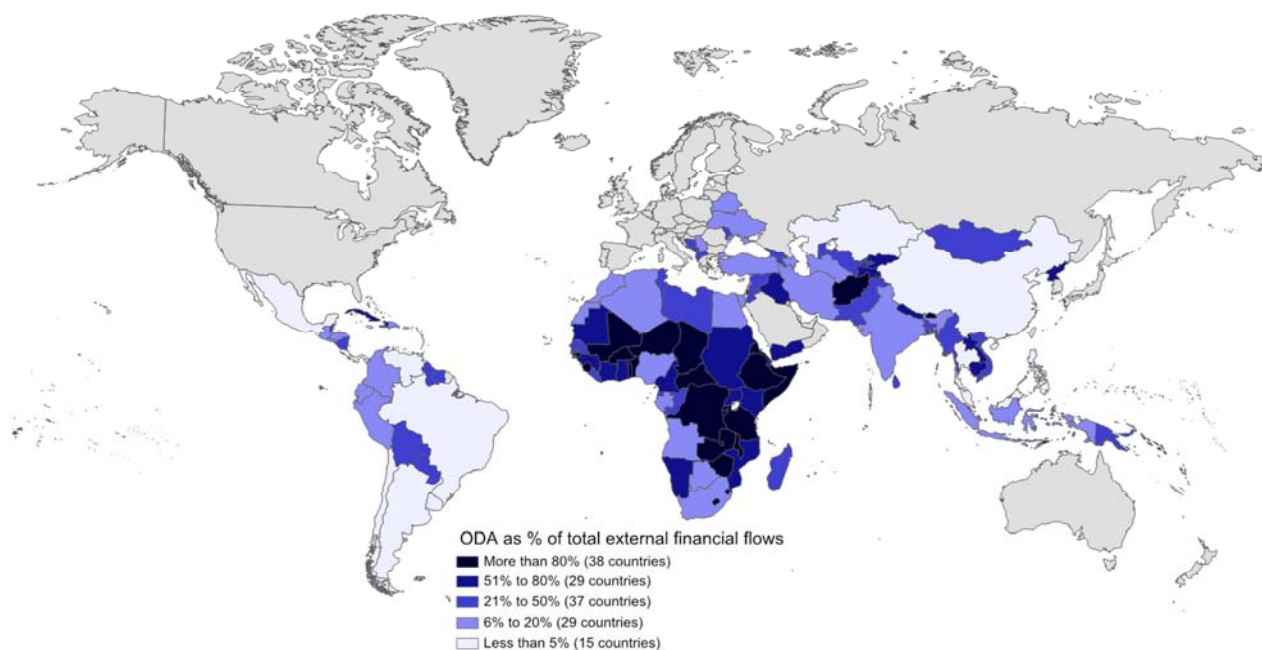 ODA as % of total external financial flows
More than 80% (38 countries)
51% to 80% (29 countries)
21% to 50% (37 countries)
6% to 20% (29 countries)
Less than 5% (15 countries)